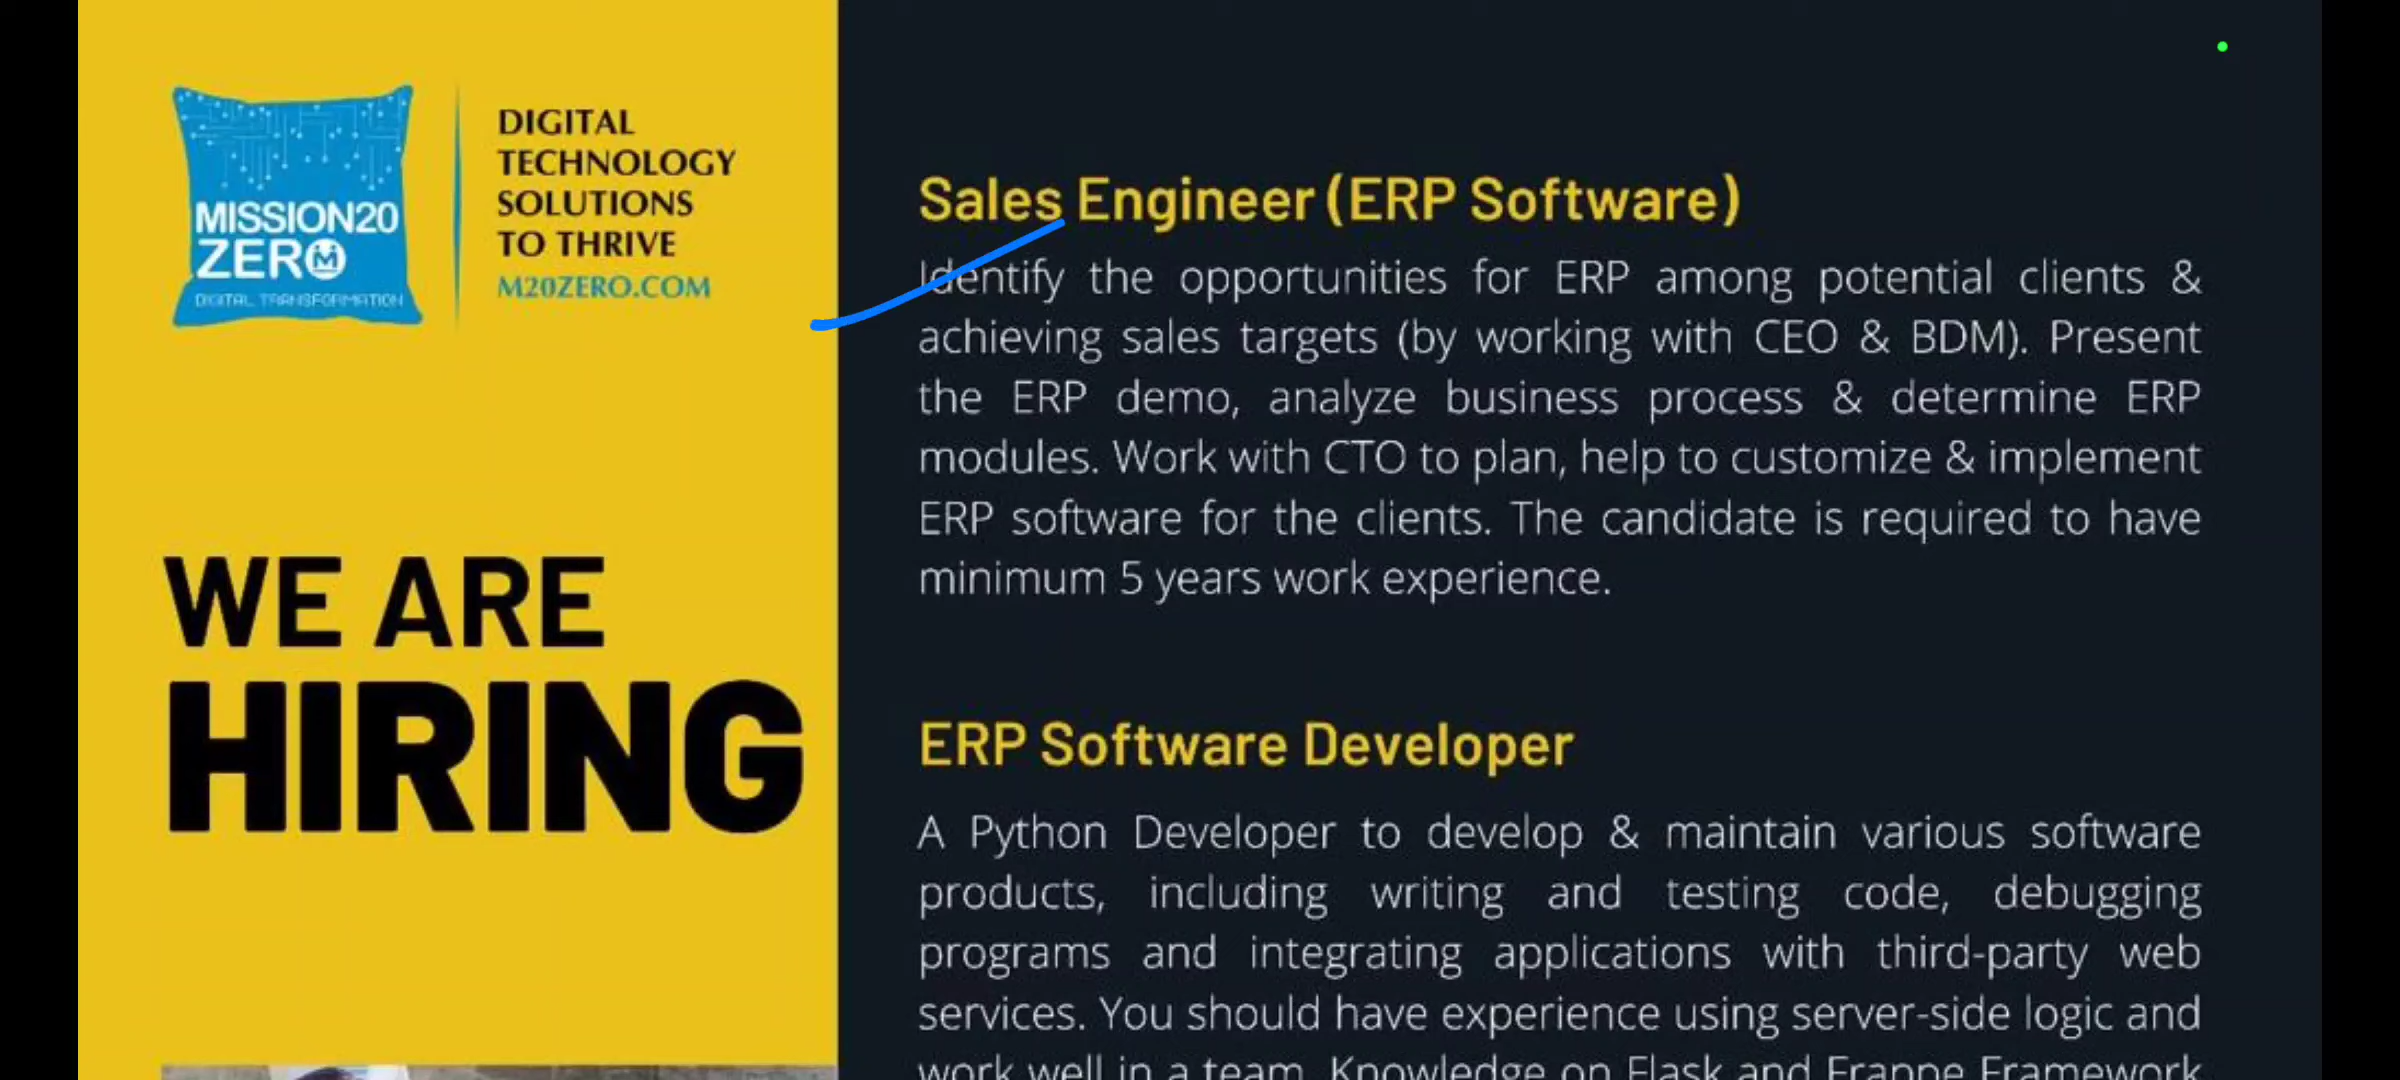 MISSION20
ZERO
DIGITAL TRANSFORMATION
DIGITAL
TECHNOLOGY
SOLUTIONS
TO THRIVE
M20ZERO.COM
WE ARE
HIRING
Sales Engineer (ERP Software)
Identify the opportunities for ERP among potential clients &
achieving sales targets (by working with CEO & BDM). Present
the ERP demo, analyze business process & determine ERP
modules. Work with CTO to plan, help to customize & implement
ERP software for the clients. The candidate is required to have
minimum 5 years work experience.
ERP Software Developer
A Python Developer to develop & maintain various software
products, including writing and testing code, debugging
programs and integrating applications with third-party web
services. You should have experience using server-side logic and
work well in a team. Knowledge on Flask and Frappe Framework